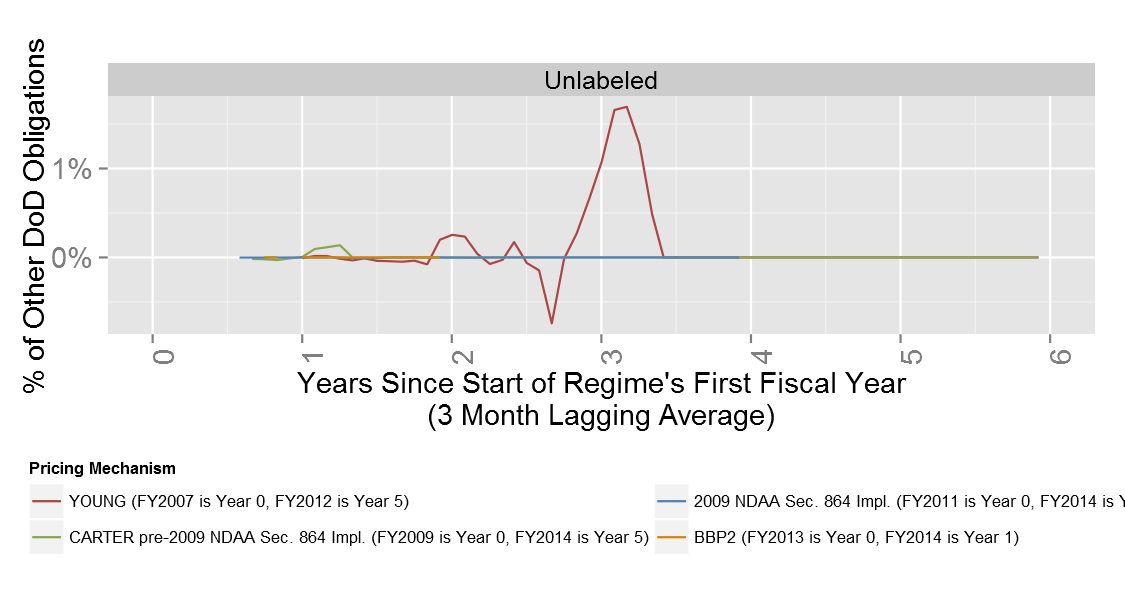 Unlabeled
% of Other DoD Obligations
1%
0%
0 1 2 3 4 5 6
Years Since Start of Regime's First Fiscal Year
(3 Month Lagging Average)
Pricing Mechanism
YOUNG (FY2007 is Year 0, FY2012 is Year 5)
2009 NDAA Sec. 864 Impl. (FY2011 is Year 0, FY2014 is Y
CARTER pre-2009 NDAA Sec. 864 Impl. (FY2009 is Year 0, FY2014 is Year 5)
BBP2 (FY2013 is Year 0, FY2014 is Year 1)